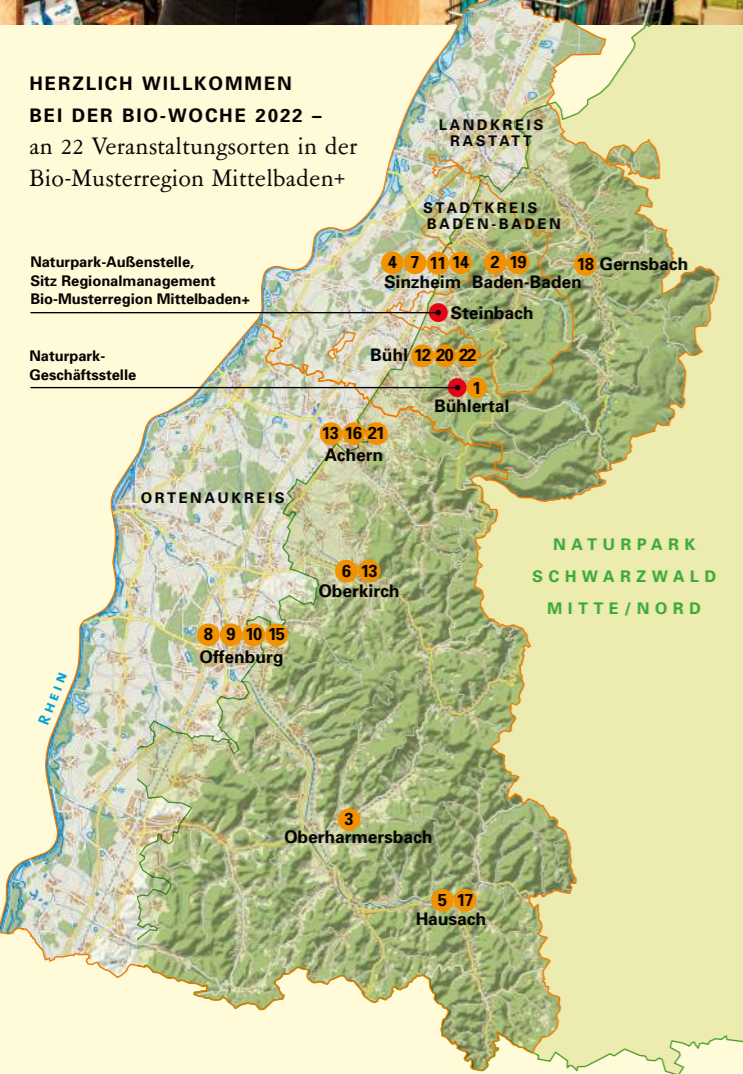 HERZLICH WILLKOMMEN
BEI DER BIO-WOCHE 2022 –
an 22 Veranstaltungsorten in der
Bio-Musterregion Mittelbaden+
LANDKREIS
RASTATT
STADTKREIS
BADEN-BADEN
Naturpark-Außenstelle,
Sitz Regionalmanagement
Bio-Musterregion Mittelbaden+
4 7 11 14
Sinzheim
2 19
Baden-Baden
18 Gernsbach
Steinbach
Naturpark-
Geschäftsstelle
Bühl 12 20 22
1
Bühlertal
13 16 21
Achern
ORTENAUKREIS
NATURPARK
SCHWARZWALD
MITTE/NORD
6 13
Oberkirch
8 9 10 15
Offenburg
RHEIN
3
Oberharmersbach
5 17
Hausach